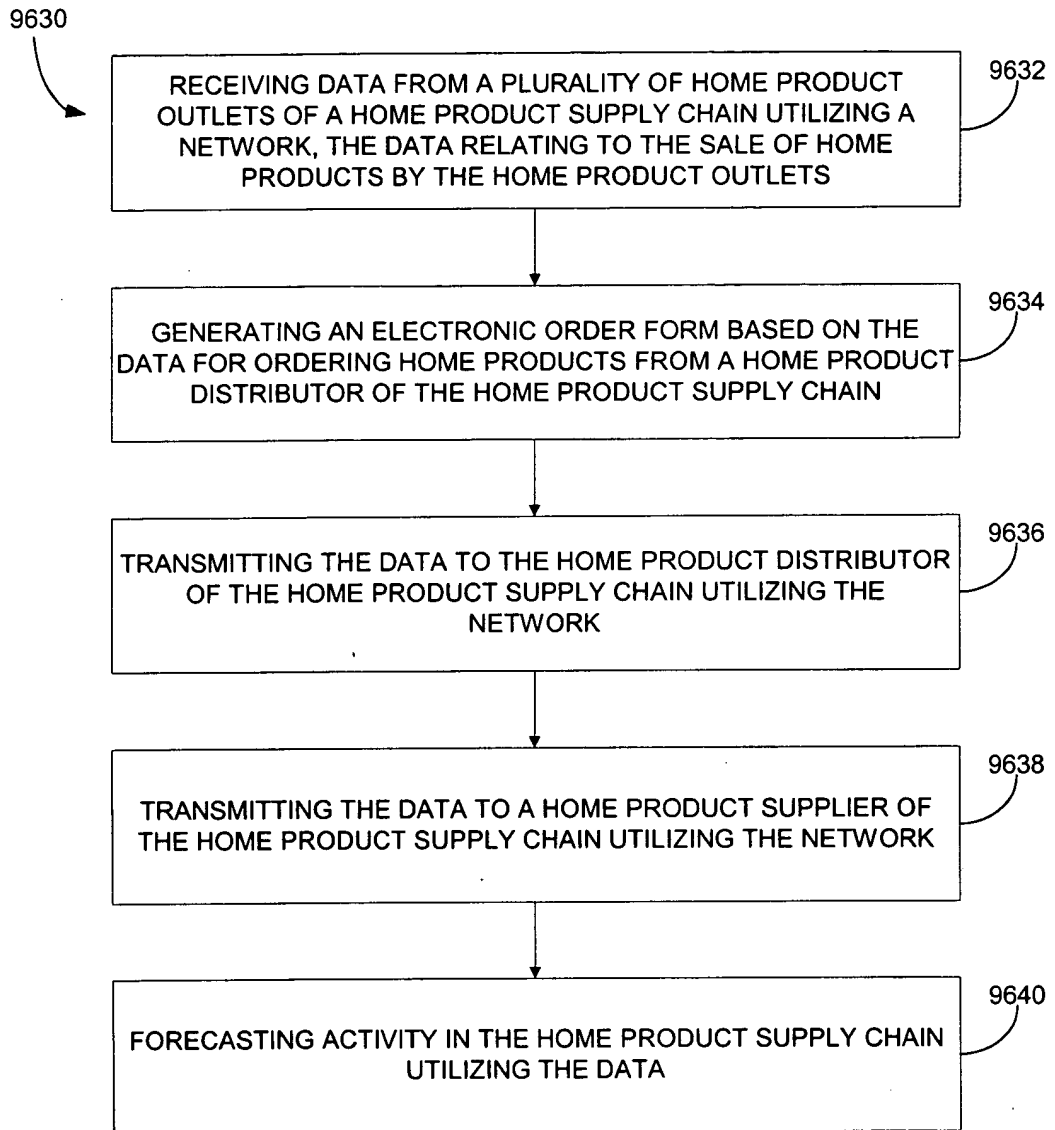 9630
RECEIVING DATA FROM A PLURALITY OF HOME PRODUCT
OUTLETS OF A HOME PRODUCT SUPPLY CHAIN UTILIZING A
NETWORK, THE DATA RELATING TO THE SALE OF HOME
PRODUCTS BY THE HOME PRODUCT OUTLETS
9632
GENERATING AN ELECTRONIC ORDER FORM BASED ON THE
DATA FOR ORDERING HOME PRODUCTS FROM A HOME PRODUCT
DISTRIBUTOR OF THE HOME PRODUCT SUPPLY CHAIN
9634
TRANSMITTING THE DATA TO THE HOME PRODUCT DISTRIBUTOR
OF THE HOME PRODUCT SUPPLY CHAIN UTILIZING THE
NETWORK
9636
TRANSMITTING THE DATA TO A HOME PRODUCT SUPPLIER OF
THE HOME PRODUCT SUPPLY CHAIN UTILIZING THE NETWORK
9638
FORECASTING ACTIVITY IN THE HOME PRODUCT SUPPLY CHAIN
UTILIZING THE DATA
9640